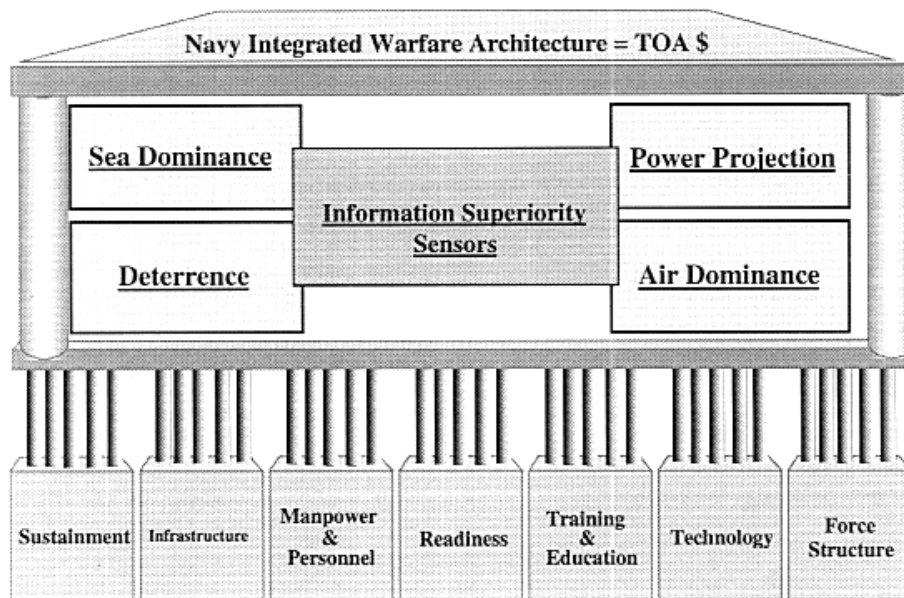 Navy Integrated Warfare Architecture = TOA $
Sea Dominance
Power Projection
Information Superiority
Sensors
Deterrence
Air Dominance
Sustainment
Infrastructure
Manpower
&
Personnel
Readiness
Training
&
Education
Technology
Force
Structure